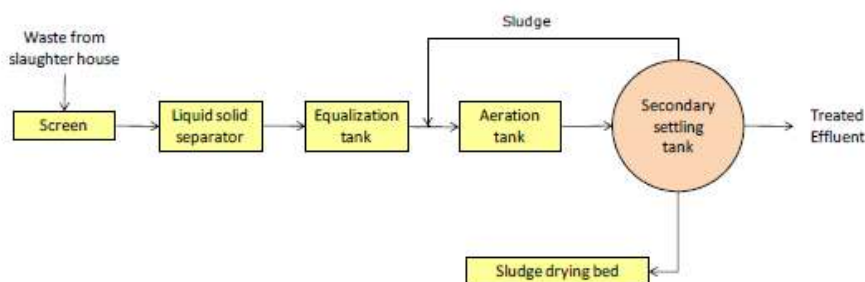 Sludge
Waste from
slaughter house
Screen
Liquid solid
separator
Equalization
tank
Aeration
tank
Secondary
settling
tank
Treated
Effluent
Sludge drying bed